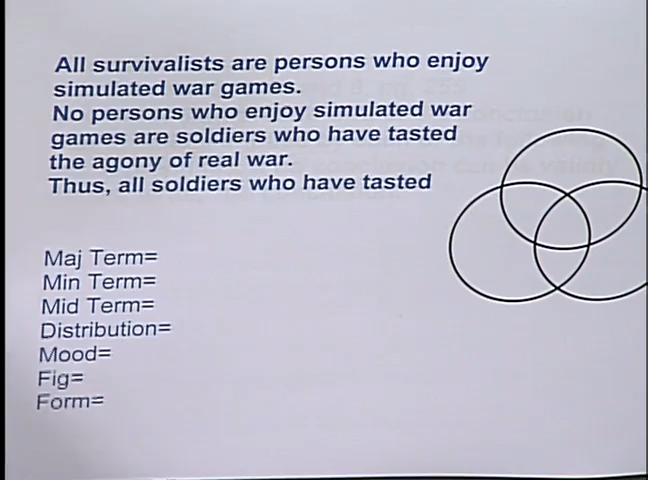 All survivalists are persons who enjoy
simulated war games.
No persons who enjoy simulated war
games are soldiers who have tasted
the agony of real war.
Thus, all soldiers who have tasted
Maj Term=
Min Term=
Mid Term=
Distribution=
Mood=
Fig=
Form=